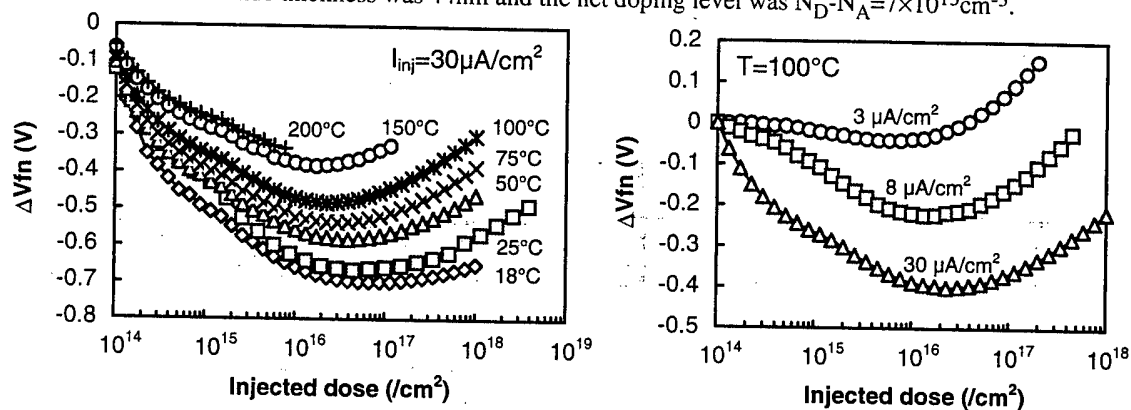 thickness was 44nm and the net doping level was N_D-N_A=7×10^15cm^-3.
0
-0.1
-0.2
-0.3
-0.4
-0.5
-0.6
-0.7
-0.8
ΔVfn (V)
I_inj=30µA/cm²
200°C 150°C 100°C
75°C
50°C
25°C
18°C
10^14 10^15 10^16 10^17 10^18 10^19
Injected dose (/cm²)
0.2
0.1
0
-0.1
-0.2
-0.3
-0.4
-0.5
ΔVfn (V)
T=100°C
3 µA/cm²
8 µA/cm²
30 µA/cm²
10^14 10^15 10^16 10^17 10^18
Injected dose (/cm²)